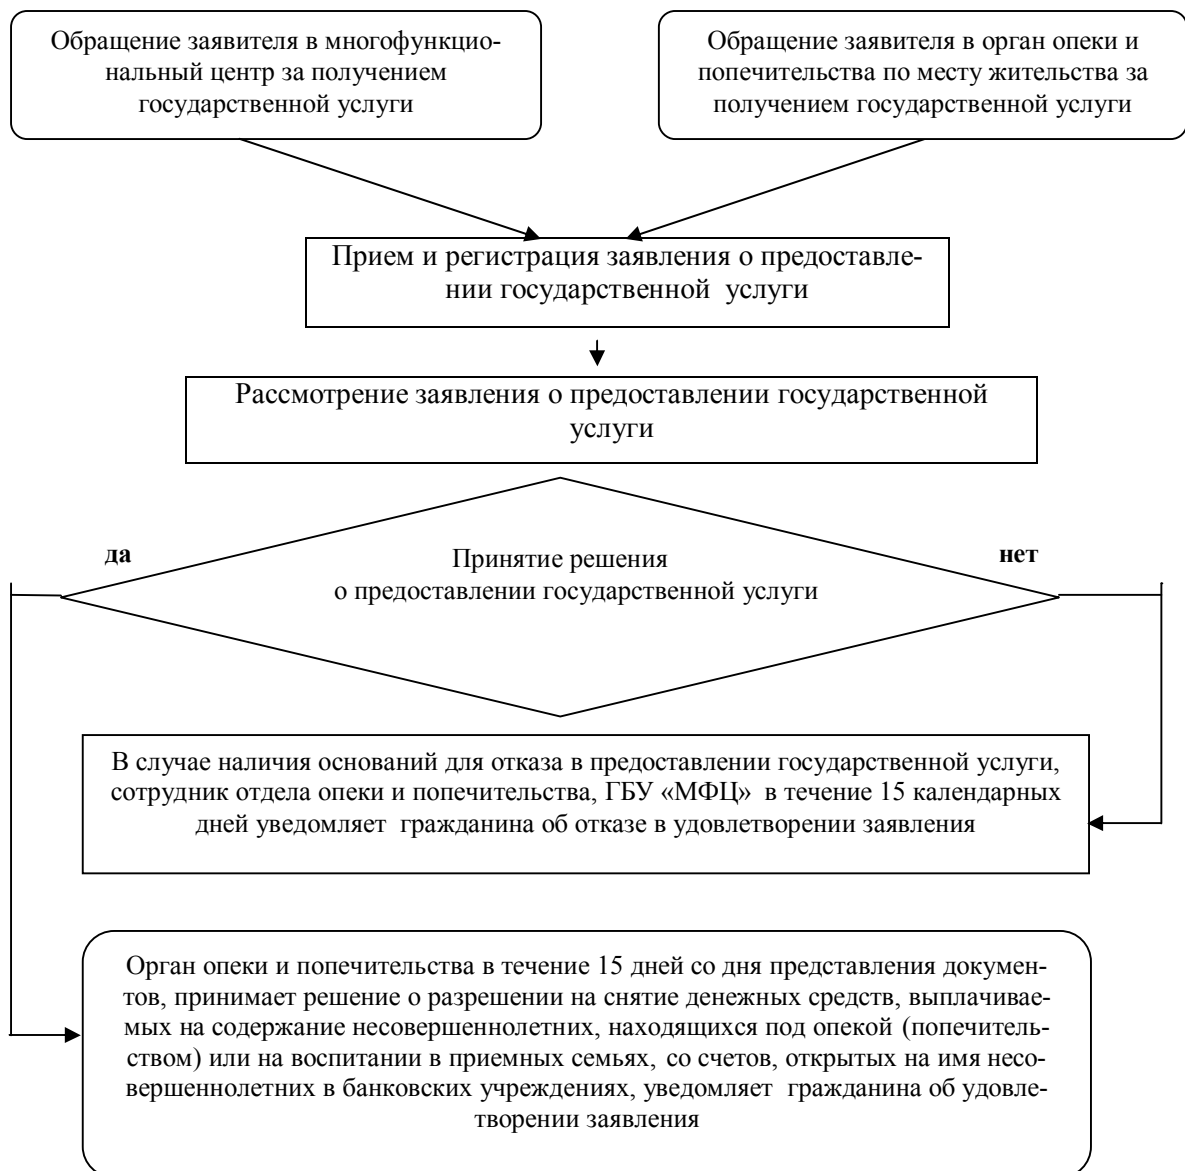 Обращение заявителя в многофункцио-
нальный центр за получением
государственной услуги
Обращение заявителя в орган опеки и
попечительства по месту жительства за
получением государственной услуги
Прием и регистрация заявления о предоставле-
нии государственной услуги
Рассмотрение заявления о предоставлении государственной
услуги
да
Принятие решения
о предоставлении государственной услуги
нет
В случае наличия оснований для отказа в предоставлении государственной услуги,
сотрудник отдела опеки и попечительства, ГБУ «МФЦ» в течение 15 календарных
дней уведомляет гражданина об отказе в удовлетворении заявления
Орган опеки и попечительства в течение 15 дней со дня представления докумен-
тов, принимает решение о разрешении на снятие денежных средств, выплачивае-
мых на содержание несовершеннолетних, находящихся под опекой (попечитель-
ством) или на воспитании в приемных семьях, со счетов, открытых на имя несо-
вершеннолетних в банковских учреждениях, уведомляет гражданина об удовле-
творении заявления